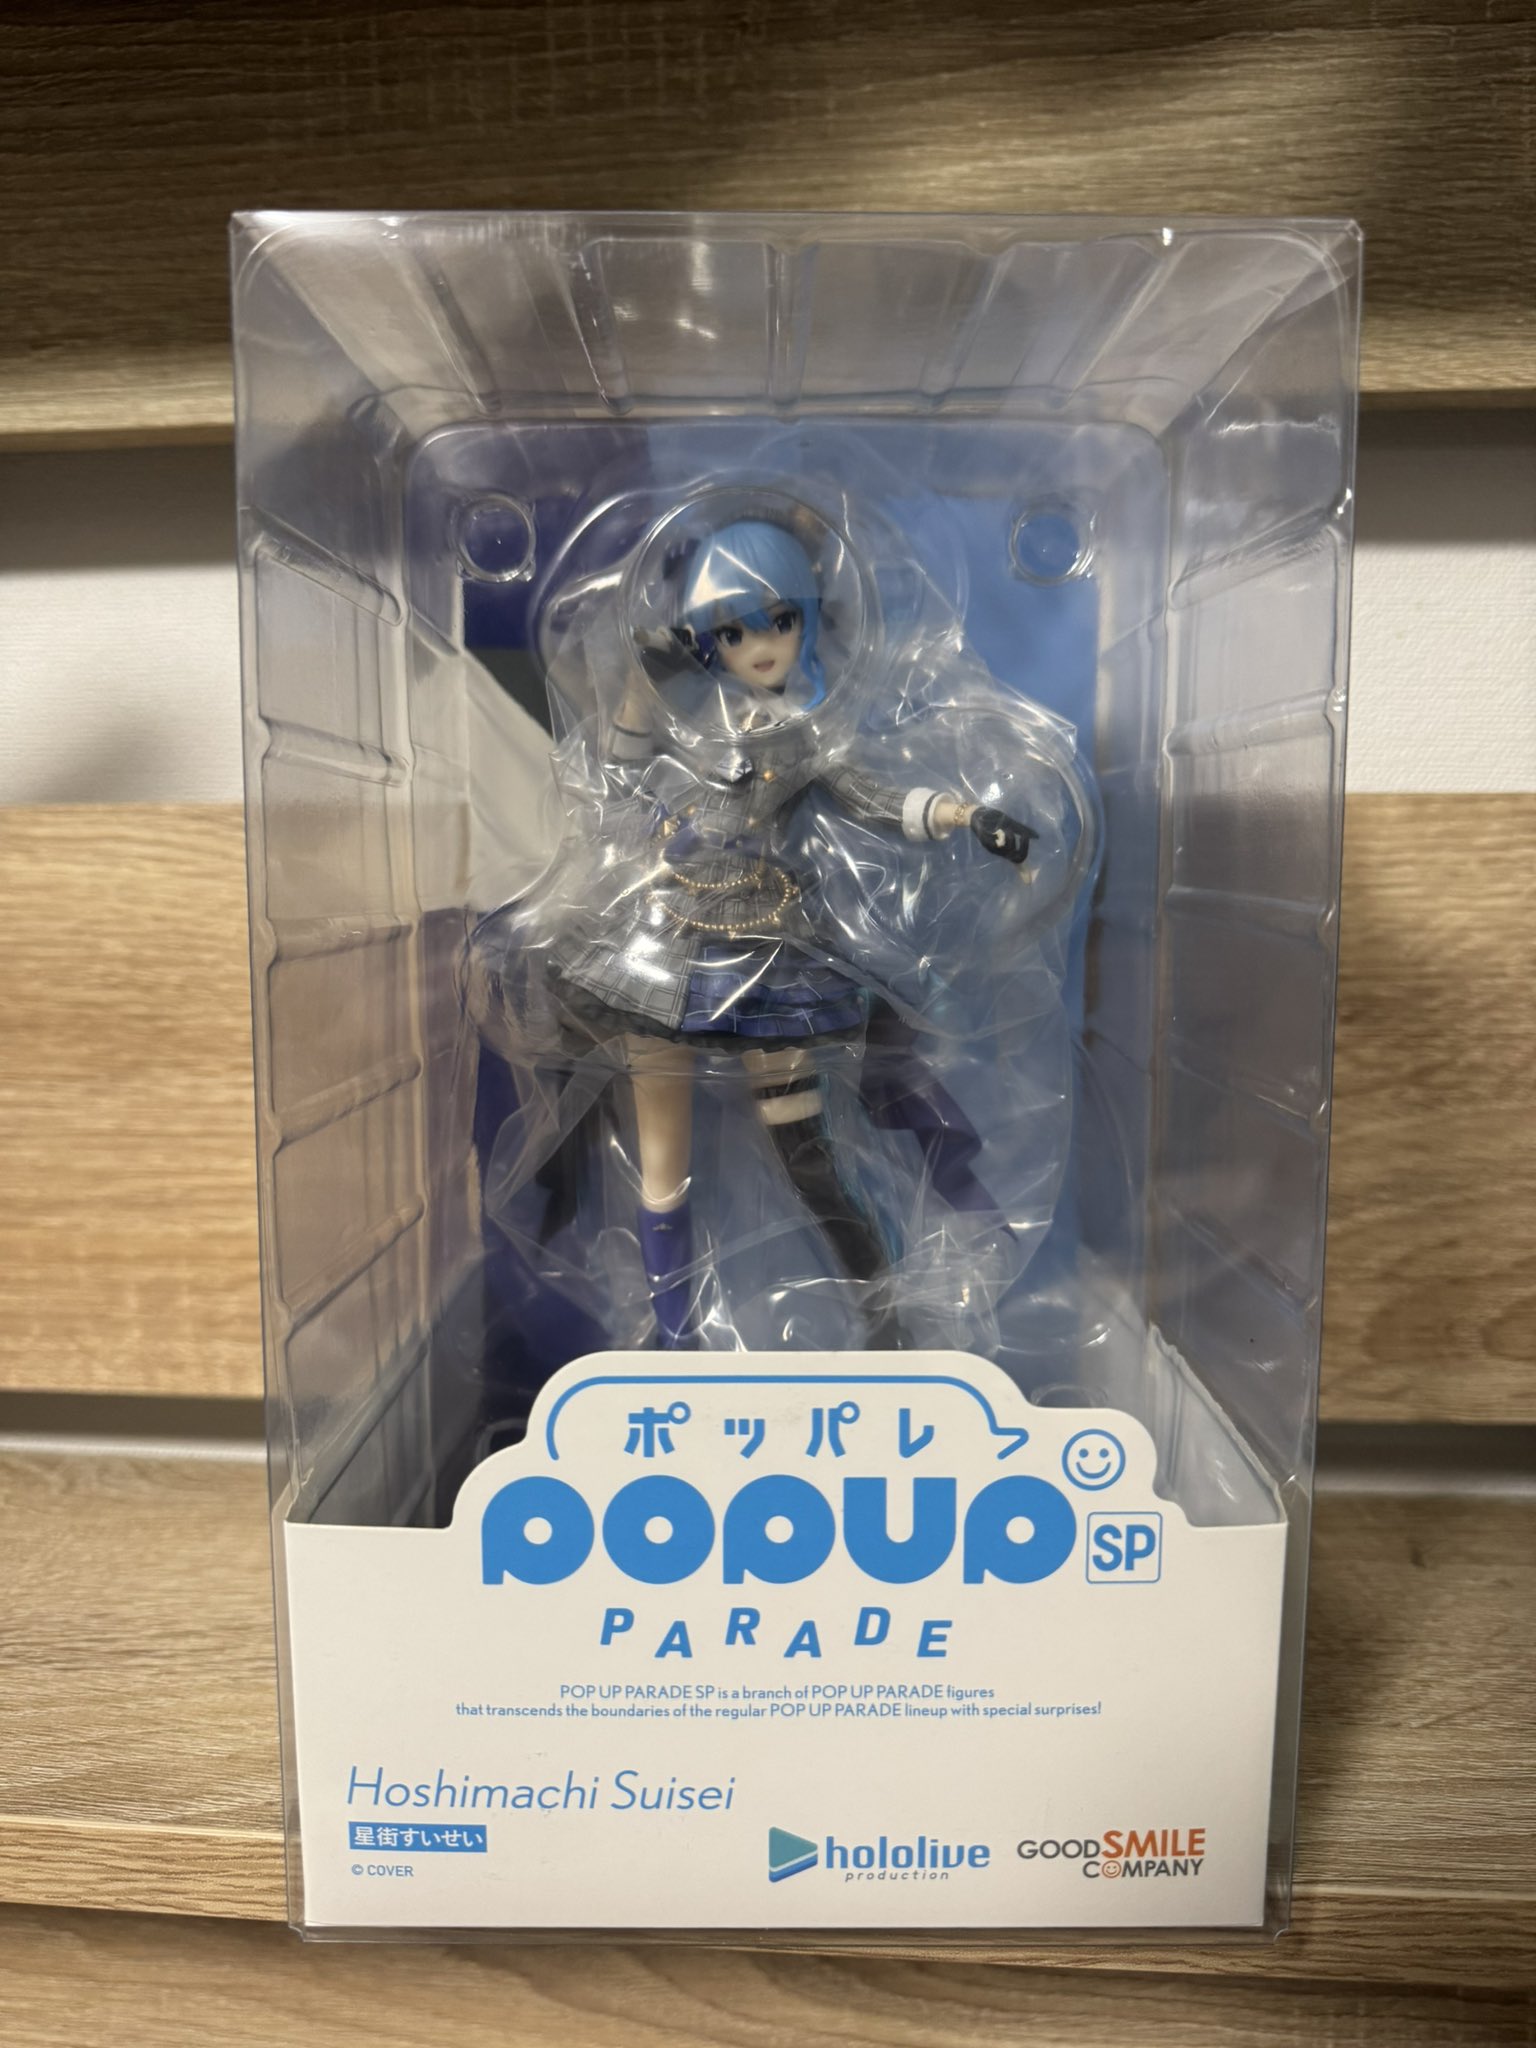 ポッパレ
POPUP
SP
PARADE
POP UP PARADE SP is a branch of POP UP PARADE figures
that transcends the boundaries of the regular POP UP PARADE lineup with special surprises!
Hoshimachi Suisei
星街すいせい
© COVER
hololive
production
GOODSMILE
COMPANY